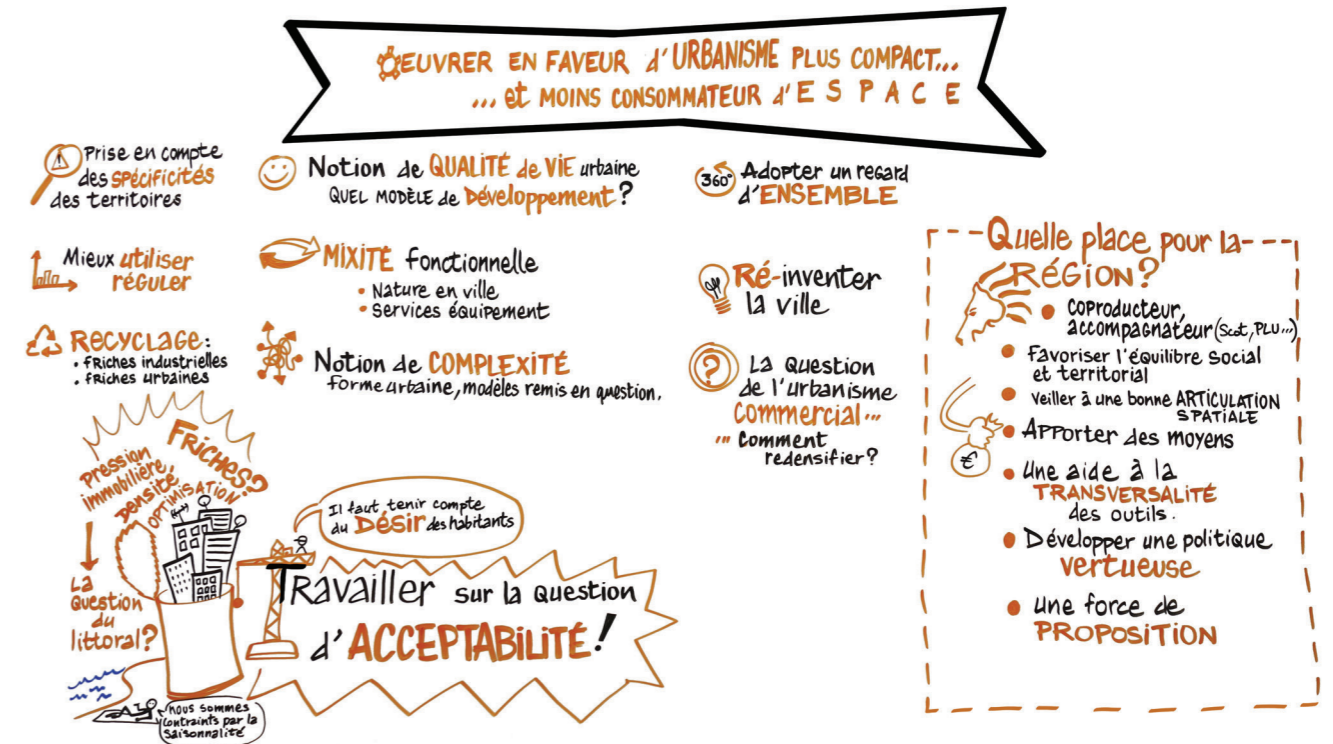 ŒUVRER EN FAVEUR d'URBANISME PLUS COMPACT...
... et MOINS CONSOMMATEUR d'ESPACE
Prise en compte
des SPÉCIFICITÉS
des territoires
Mieux utiliser
réguler
RECYCLAGE:
• friches industrielles
• friches urbaines
Notion de QUALITÉ de VIE urbaine
QUEL MODÈLE de Développement ?
MIXITÉ fonctionnelle
• Nature en ville
• Services équipement
Notion de COMPLEXITÉ
forme urbaine, modèles remis en question.
360° Adopter un regard
d'ENSEMBLE
Ré-inventer
la ville
? La Question
de l'urbanisme
commercial...
... Comment
redensifier ?
Quelle place pour la
RÉGION ?
• coproducteur,
accompagnateur (Scot, PLU...)
• favoriser l'équilibre social
et territorial
• veiller à une bonne ARTICULATION
SPATIALE
• Apporter des moyens
€
• une aide à la
TRANSVERSALITÉ
des outils.
• Développer une politique
vertueuse
• une force de
PROPOSITION
FRICHES?
pression
immobilière,
densité
OPTIMISATION
La
Question
du
littoral ?
Il faut tenir compte
du DÉSIR des habitants
Travailler sur la question
d'ACCEPTABILITÉ !
nous sommes
contraints par la
saisonnalité